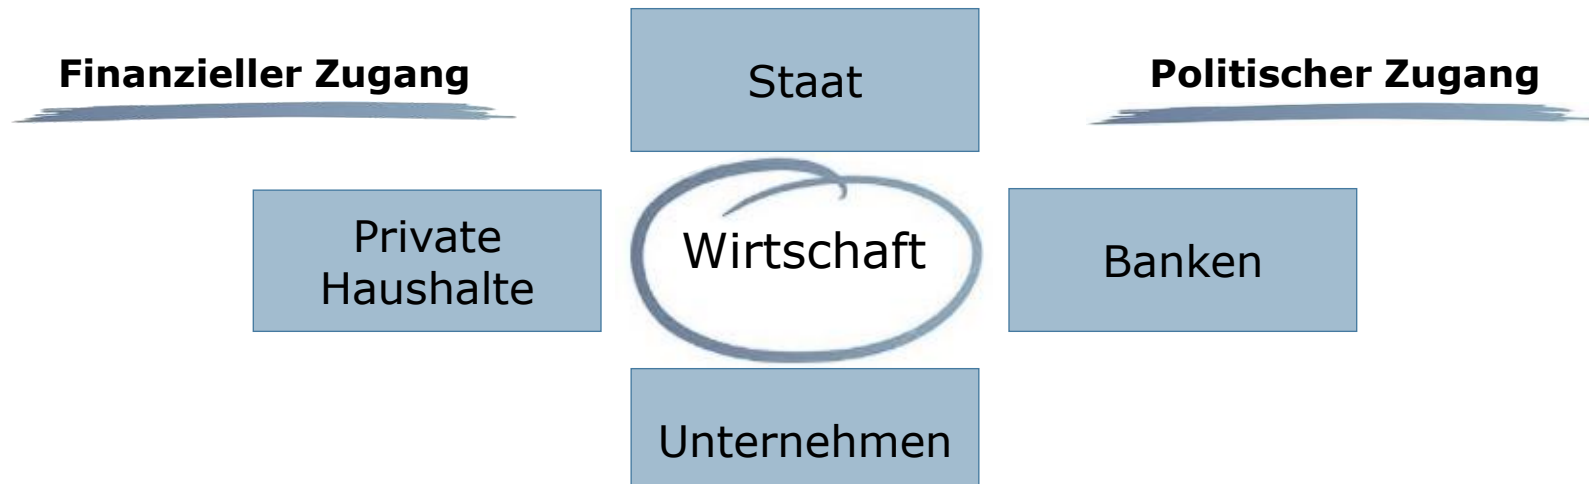 Finanzieller Zugang
Staat
Politischer Zugang
Private
Haushalte
Wirtschaft
Banken
Unternehmen